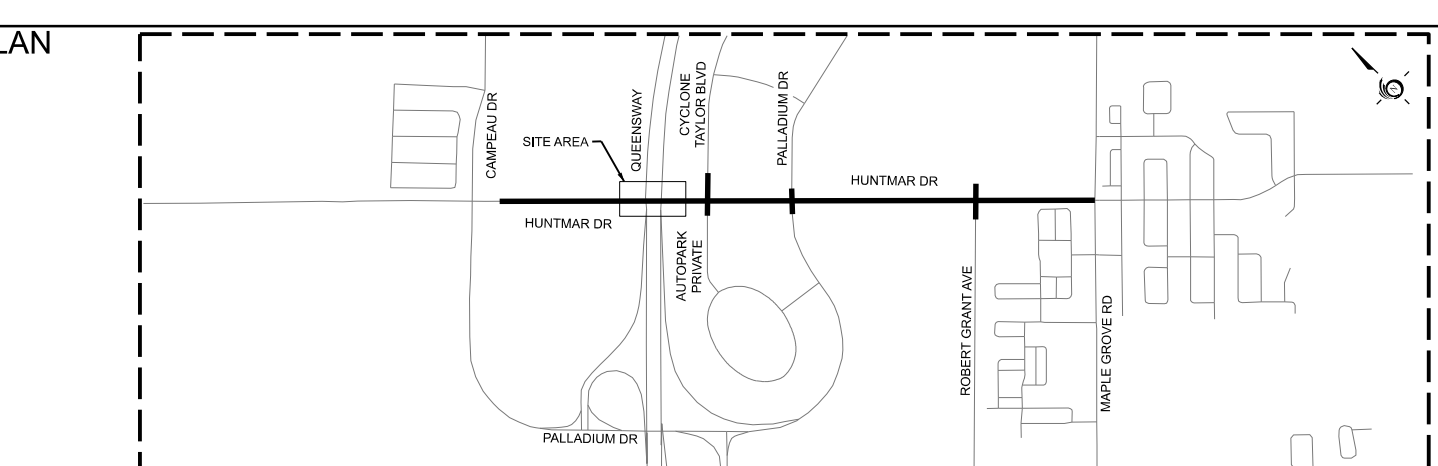 LAN
CAMPEAU DR
QUEENSWAY
CYCLONE
TAYLOR BLVD
PALLADIUM DR
SITE AREA
HUNTMAR DR
HUNTMAR DR
AUTOPARK
PRIVATE
ROBERT GRANT AVE
MAPLE GROVE RD
PALLADIUM DR